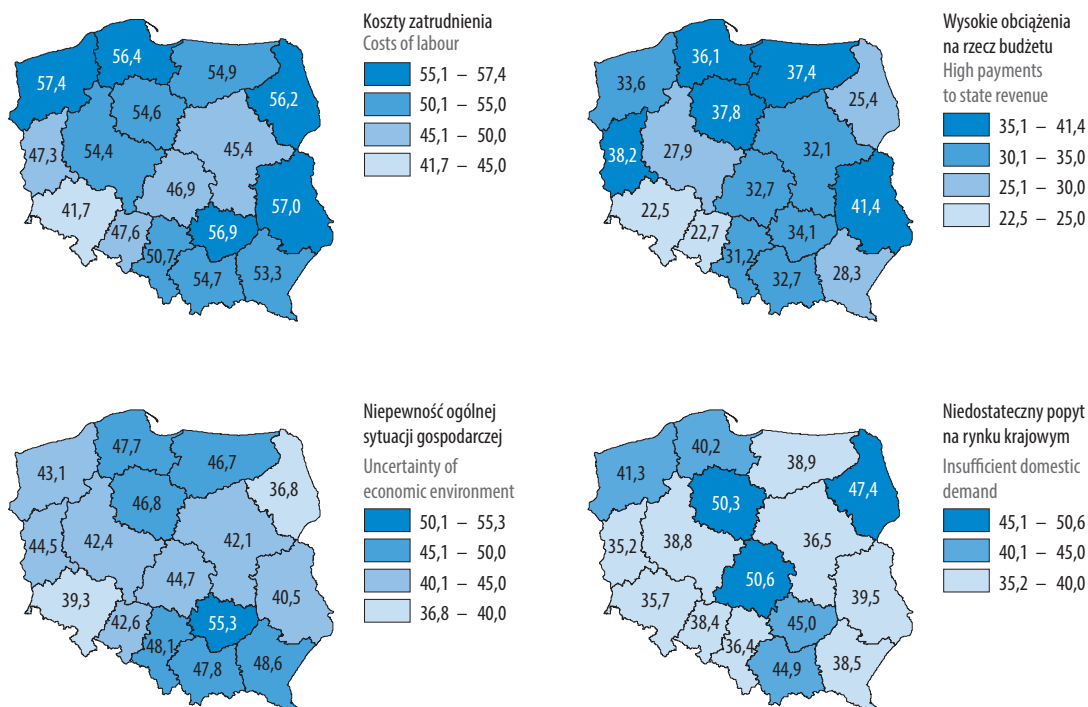 Koszty zatrudnienia
Costs of labour
55,1 – 57,4
50,1 – 55,0
45,1 – 50,0
41,7 – 45,0
57,4
56,4
54,9
56,2
54,6
47,3
54,4
45,4
46,9
41,7
57,0
47,6
56,9
50,7
54,7
53,3
Wysokie obciążenia
na rzecz budżetu
High payments
to state revenue
35,1 – 41,4
30,1 – 35,0
25,1 – 30,0
22,5 – 25,0
33,6
36,1
37,4
25,4
37,8
38,2
27,9
32,1
32,7
22,5
41,4
22,7
34,1
31,2
32,7
28,3
Niepewność ogólnej
sytuacji gospodarczej
Uncertainty of
economic environment
50,1 – 55,3
45,1 – 50,0
40,1 – 45,0
36,8 – 40,0
43,1
47,7
46,7
36,8
46,8
44,5
42,4
42,1
44,7
39,3
40,5
42,6
55,3
48,1
47,8
48,6
Niedostateczny popyt
na rynku krajowym
Insufficient domestic
demand
45,1 – 50,6
40,1 – 45,0
35,2 – 40,0
41,3
40,2
38,9
47,4
50,3
35,2
38,8
36,5
50,6
35,7
39,5
38,4
45,0
36,4
44,9
38,5